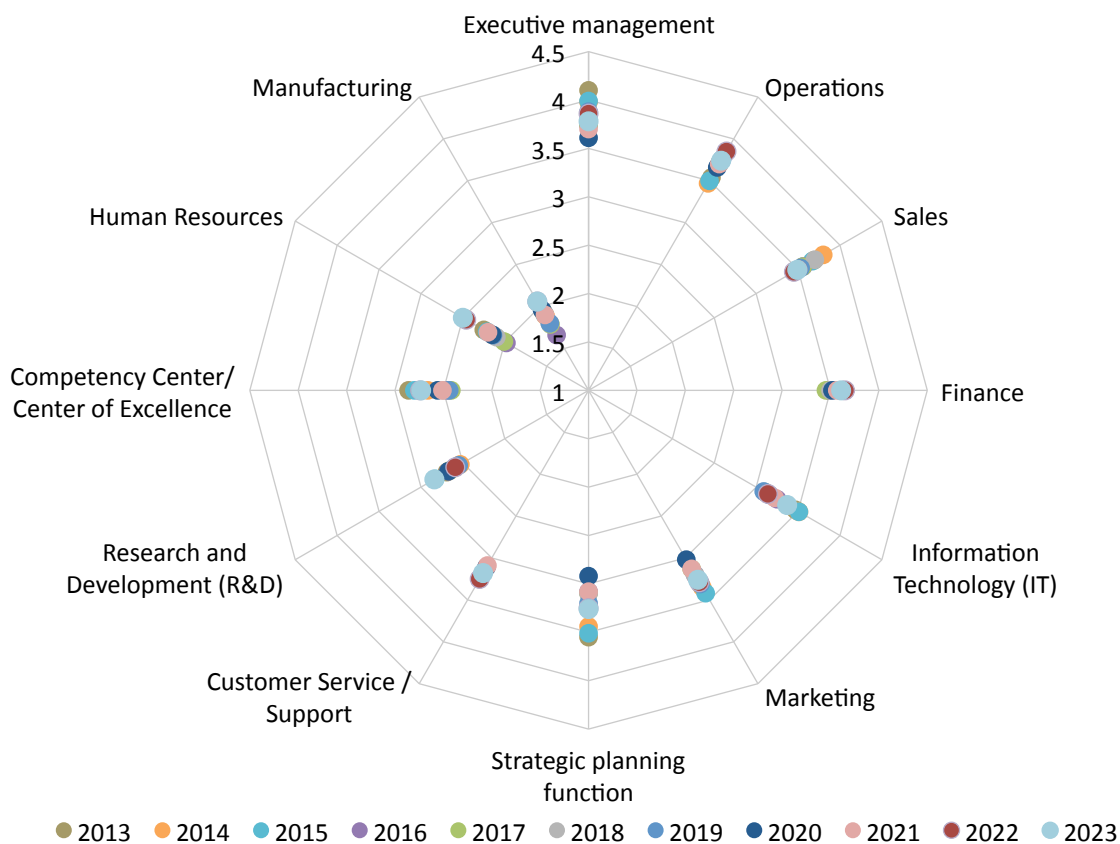 Executive management
4.5
Manufacturing
Operations
4
3.5
Human Resources
3
Sales
2.5
2
1.5
Competency Center/
Center of Excellence
1
Finance
Research and
Development (R&D)
Information
Technology (IT)
Customer Service /
Support
Marketing
Strategic planning
function
2013 2014 2015 2016 2017 2018 2019 2020 2021 2022 2023